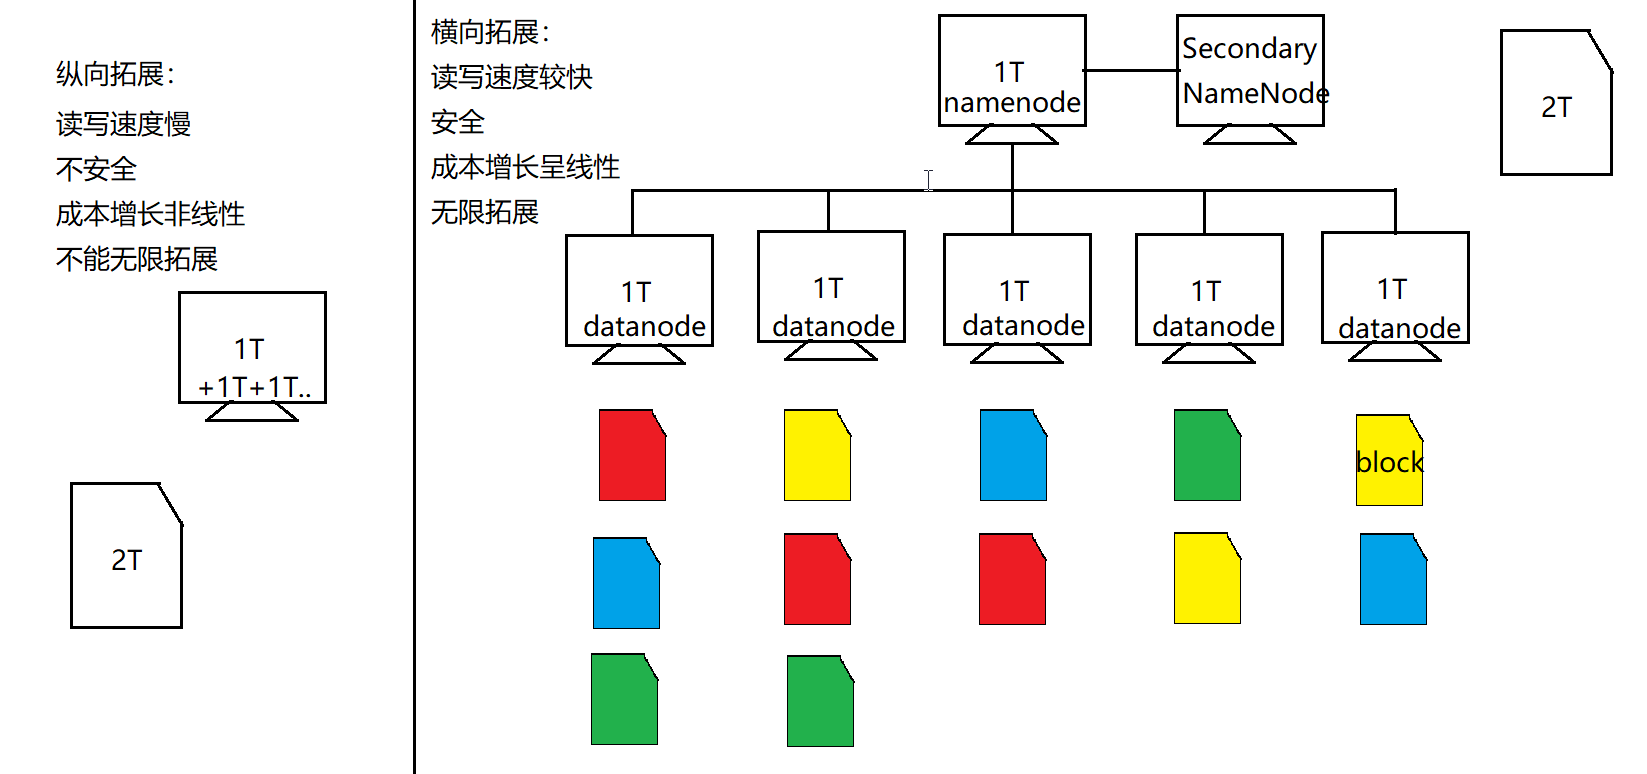 纵向拓展：
读写速度慢
不安全
成本增长非线性
不能无限拓展
1T
+1T+1T..
2T
横向拓展：
读写速度较快
安全
成本增长呈线性
无限拓展
1T
namenode
Secondary
NameNode
2T
1T
datanode
1T
datanode
1T
datanode
1T
datanode
1T
datanode
block